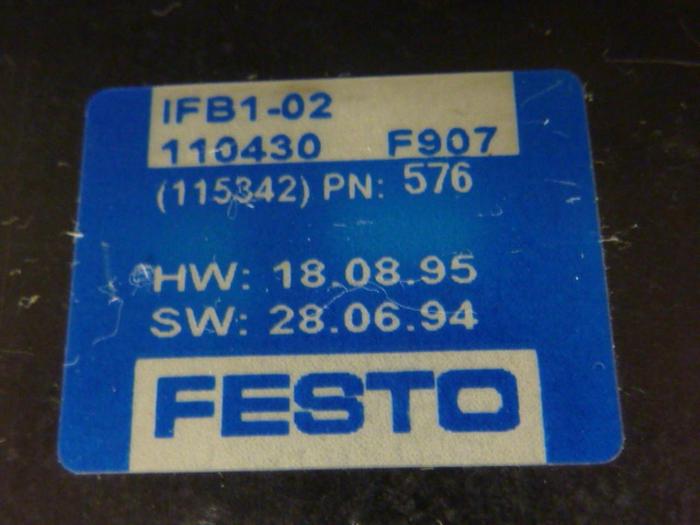 IFB1-02
110430 F907
(115342) PN: 576
HW: 18.08.95
SW: 28.06.94
FESTO